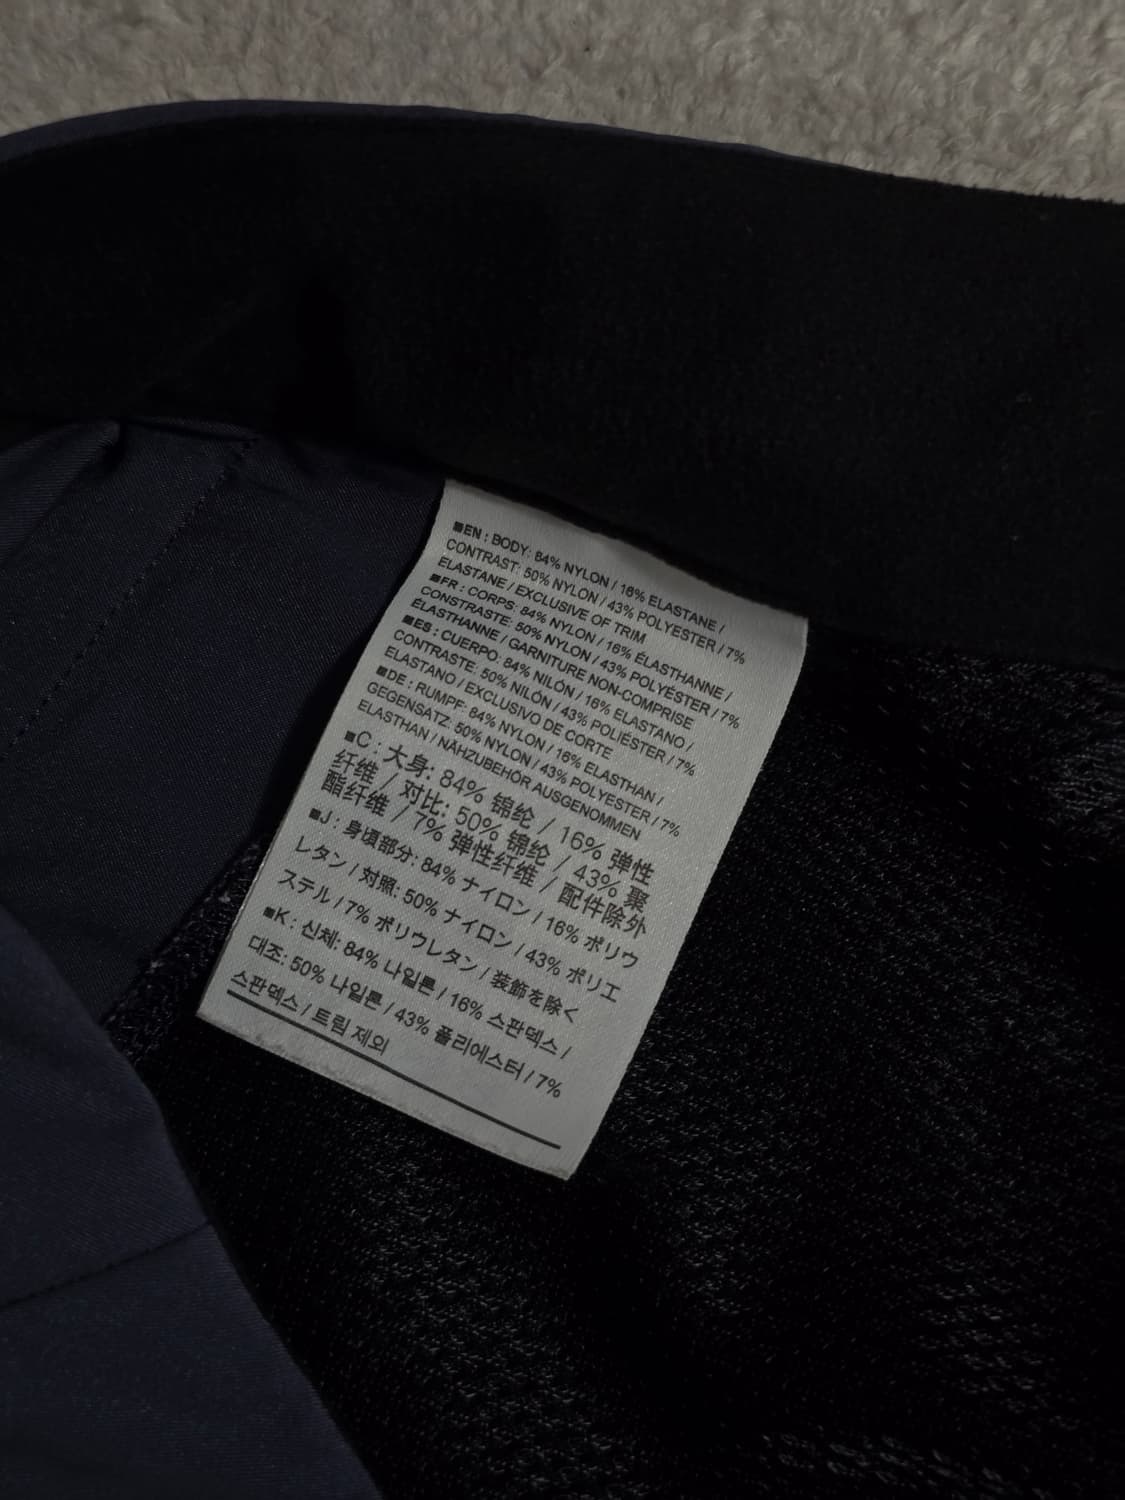 ■EN : BODY: 84% NYLON / 16% ELASTANE /
CONTRAST: 50% NYLON / 43% POLYESTER / 7%
ELASTANE / EXCLUSIVE OF TRIM
■FR : CORPS: 84% NYLON / 16% ÉLASTHANNE /
CONSTRASTE: 50% NYLON / 43% POLYÉSTER / 7%
ÉLASTHANNE / GARNITURE NON-COMPRISE
■ES : CUERPO: 84% NILÓN / 16% ELASTANO /
CONTRASTE: 50% NILÓN / 43% POLIÉSTER / 7%
ELASTANO / EXCLUSIVO DE CORTE
■DE : RUMPF: 84% NYLON / 16% ELASTHAN /
GEGENSATZ: 50% NYLON / 43% POLYESTER / 7%
ELASTHAN / NÄHZUBEHÖR AUSGENOMMEN
■C : 大身: 84% 锦纶 / 16% 弹性
纤维 / 对比: 50% 锦纶 / 43% 聚
酯纤维 / 7% 弹性纤维 / 配件除外
■J : 身頃部分: 84% ナイロン / 16% ポリウ
レタン / 対照: 50% ナイロン / 43% ポリエ
ステル / 7% ポリウレタン / 装飾を除く
■K : 신체: 84% 나일론 / 16% 스판덱스 /
대조: 50% 나일론 / 43% 폴리에스터 / 7%
스판덱스 / 트림 제외